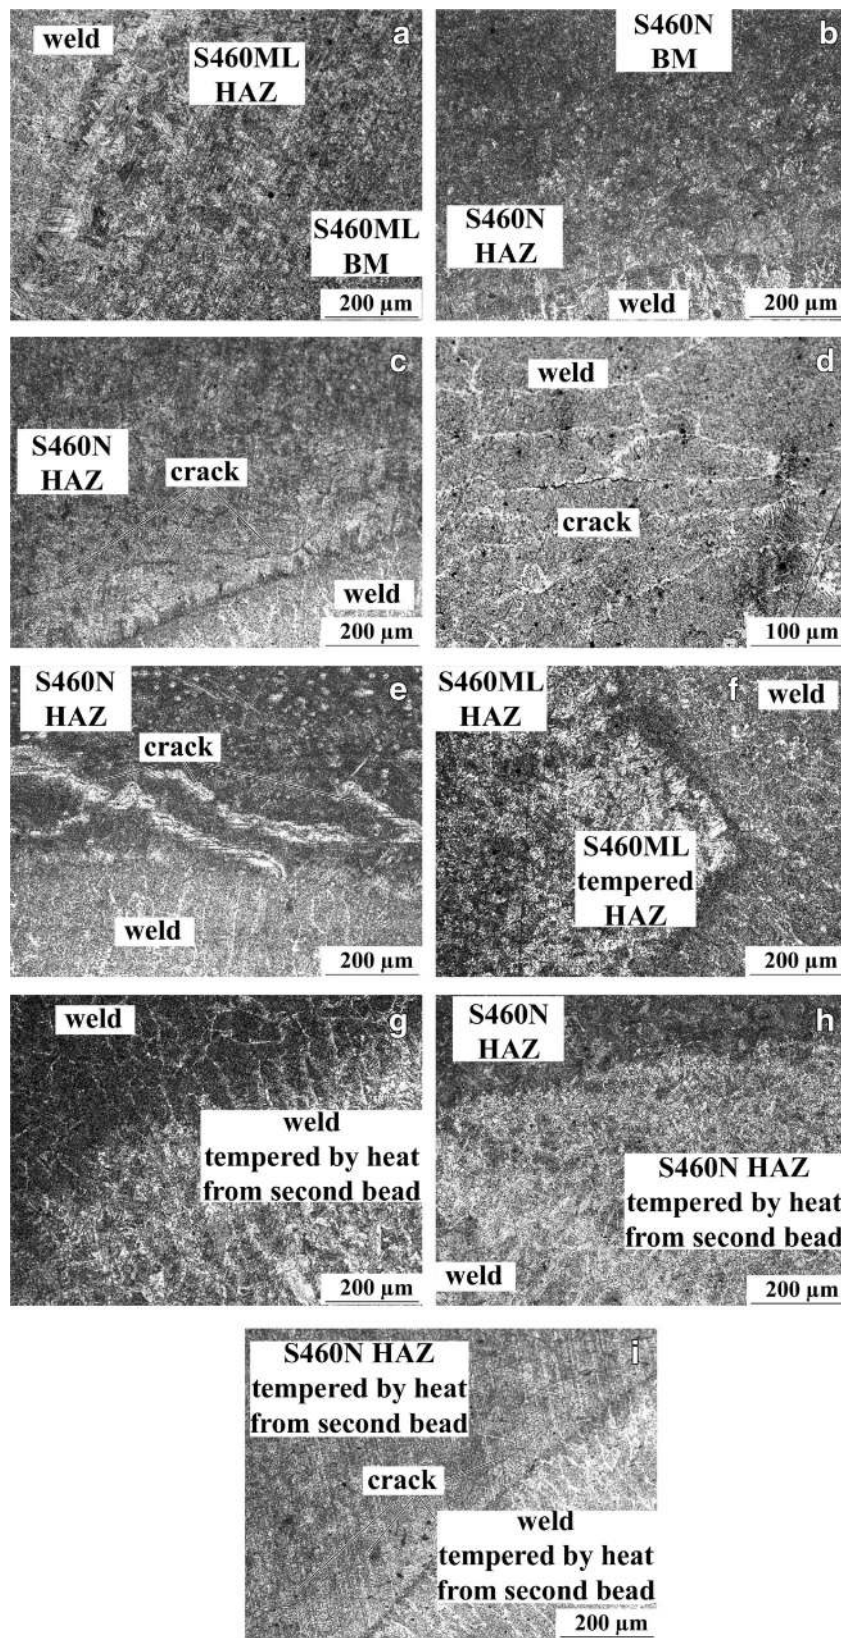 a
weld
S460ML
HAZ
S460ML
BM
200 µm
b
S460N
BM
S460N
HAZ
weld
200 µm
c
S460N
HAZ
crack
weld
200 µm
d
weld
crack
100 µm
e
S460N
HAZ
crack
weld
200 µm
f
S460ML
HAZ
weld
S460ML
tempered
HAZ
200 µm
g
weld
weld
tempered by heat
from second bead
200 µm
h
S460N
HAZ
S460N HAZ
tempered by heat
from second bead
weld
200 µm
i
S460N HAZ
tempered by heat
from second bead
crack
weld
tempered by heat
from second bead
200 µm